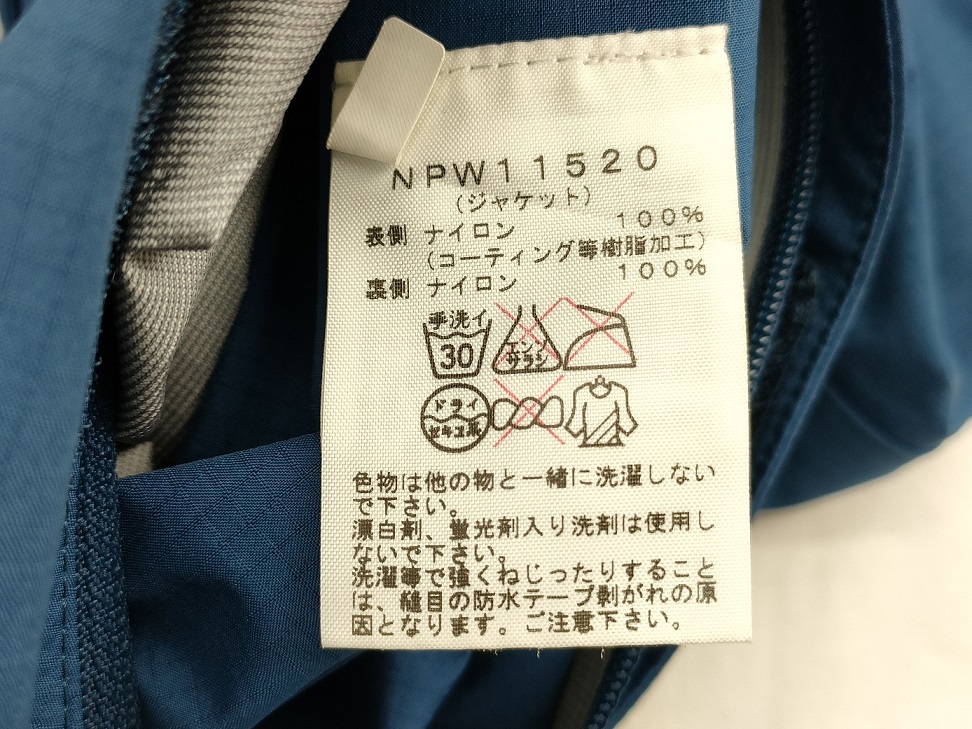 NPW11520
(ジャケット)
表側 ナイロン 100%
(コーティング等樹脂加工)
裏側 ナイロン 100%
手洗イ
30
エンソ
サラシ
ドライ
セキユ系
色物は他の物と一緒に洗濯しない
で下さい。
漂白剤、蛍光剤入り洗剤は使用し
ないで下さい。
洗濯等で強くねじったりすること
は、縫目の防水テープ剥がれの原
因となります。ご注意下さい。